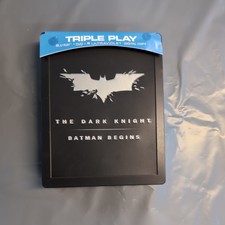 TRIPLE PLAY
THE DARK KNIGHT
BATMAN BEGINS